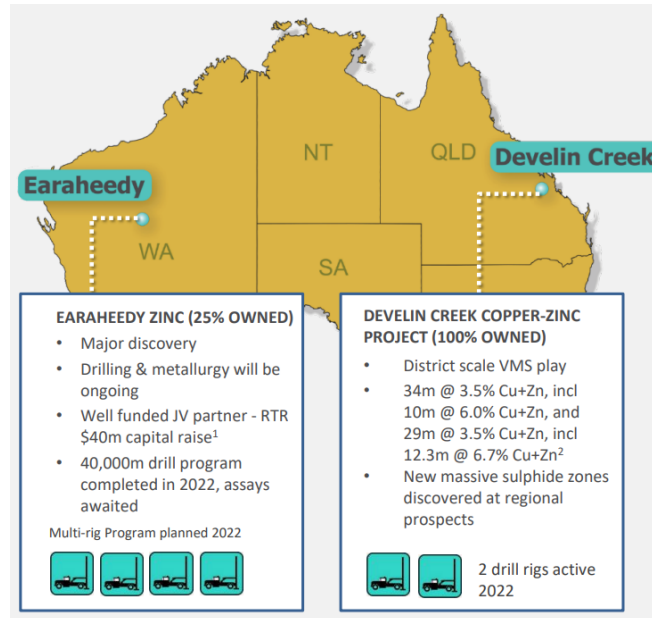 NT
QLD
Develin Creek
Earaheedy
WA
SA
EARAHEEDY ZINC (25% OWNED)
• Major discovery
• Drilling & metallurgy will be
ongoing
• Well funded JV partner - RTR
$40m capital raise¹
• 40,000m drill program
completed in 2022, assays
awaited
Multi-rig Program planned 2022
DEVELIN CREEK COPPER-ZINC
PROJECT (100% OWNED)
• District scale VMS play
• 34m @ 3.5% Cu+Zn, incl
10m @ 6.0% Cu+Zn, and
29m @ 3.5% Cu+Zn, incl
12.3m @ 6.7% Cu+Zn²
• New massive sulphide zones
discovered at regional
prospects
2 drill rigs active
2022